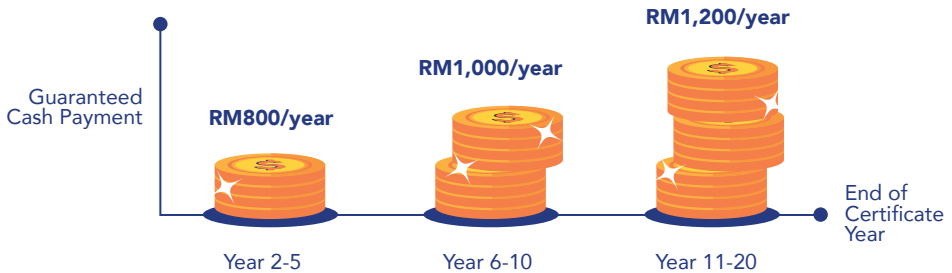 RM1,200/year
RM1,000/year
RM800/year
Guaranteed
Cash Payment
End of
Certificate
Year
Year 2-5
Year 6-10
Year 11-20